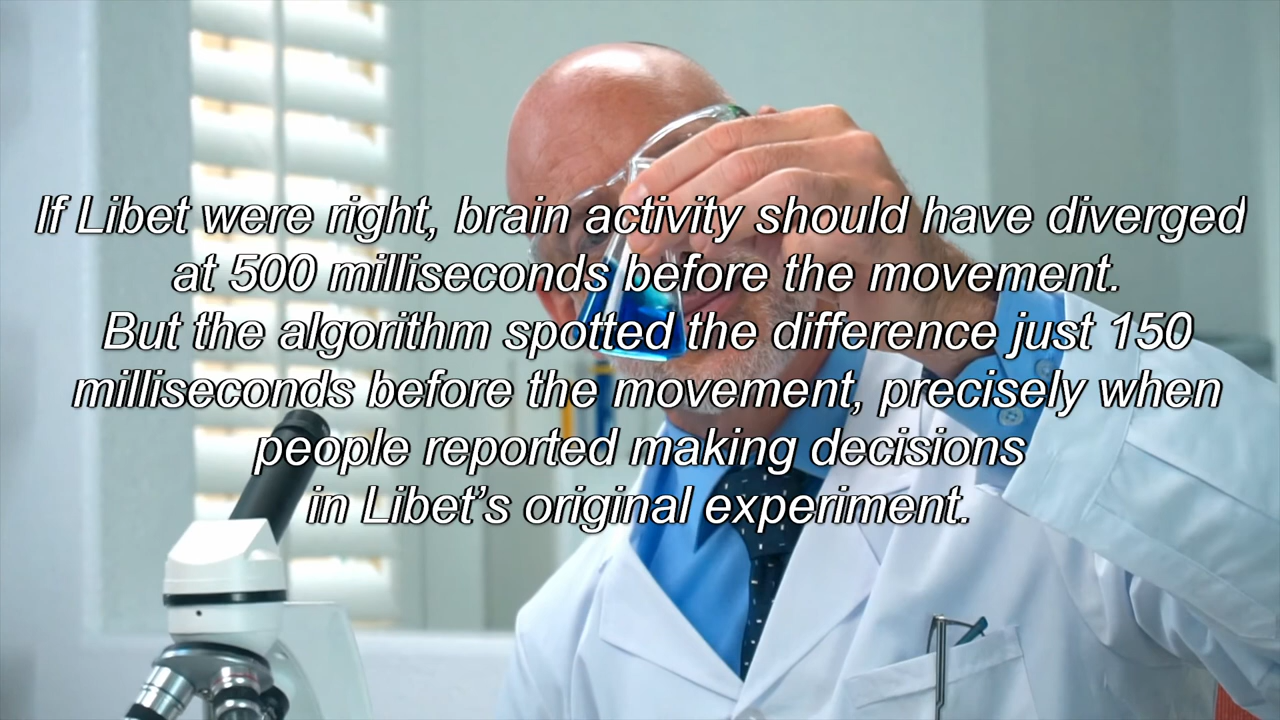 If Libet were right, brain activity should have diverged
at 500 milliseconds before the movement.
But the algorithm spotted the difference just 150
milliseconds before the movement, precisely when
people reported making decisions
in Libet’s original experiment.